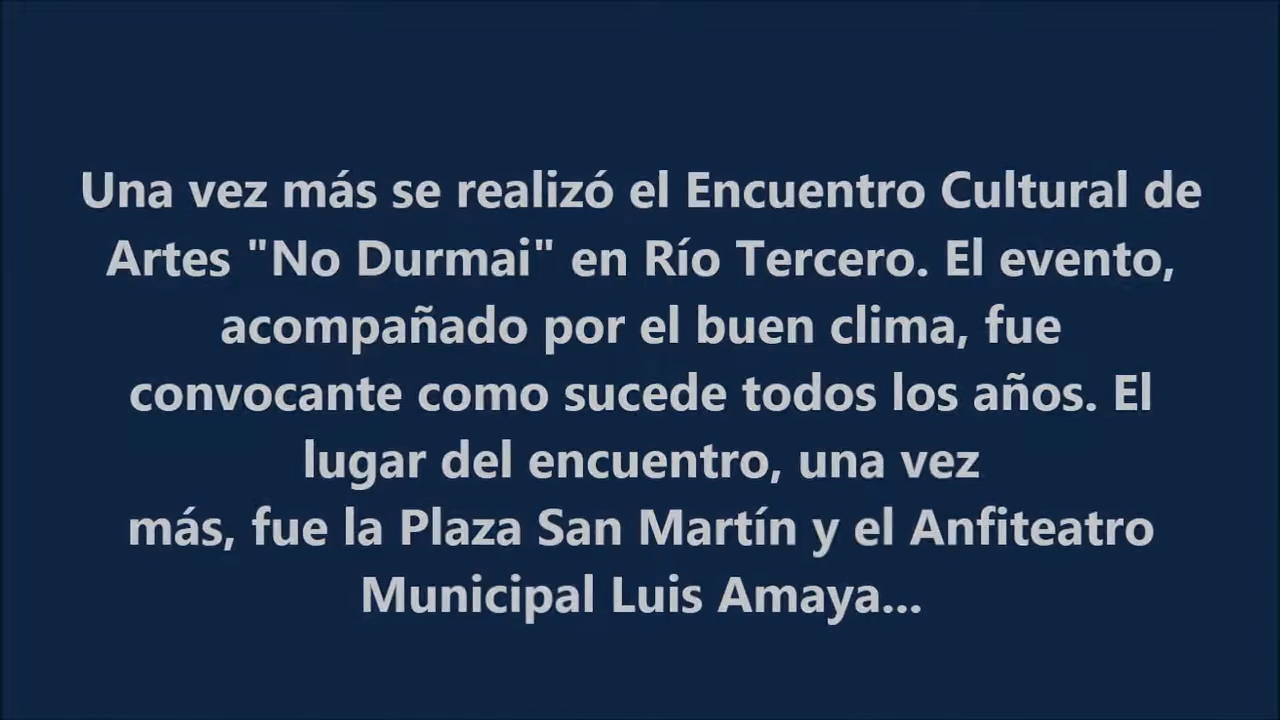 Una vez más se realizó el Encuentro Cultural de
Artes "No Durmai" en Río Tercero. El evento,
acompañado por el buen clima, fue
convocante como sucede todos los años. El
lugar del encuentro, una vez
más, fue la Plaza San Martín y el Anfiteatro
Municipal Luis Amaya...